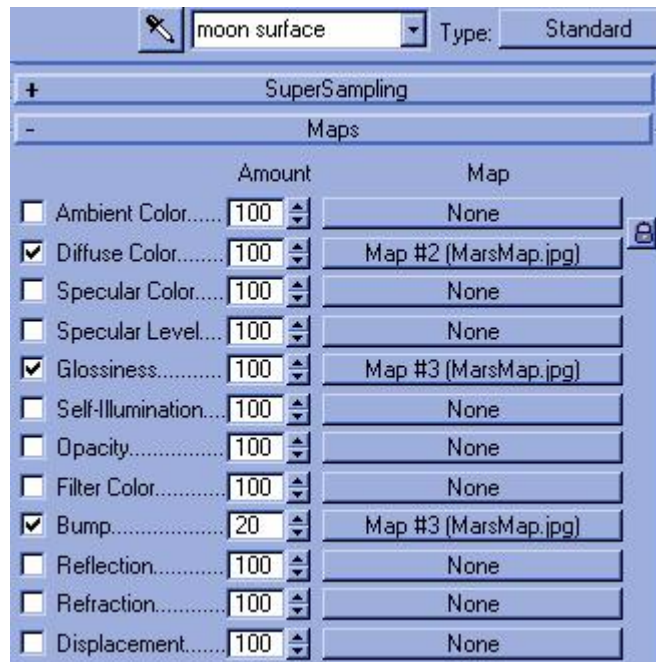 moon surface Type: Standard
+ SuperSampling
- Maps
Amount Map
Ambient Color...... 100 None
Diffuse Color........ 100 Map #2 (MarsMap.jpg)
Specular Color..... 100 None
Specular Level.... 100 None
Glossiness........... 100 Map #3 (MarsMap.jpg)
Self-Illumination.... 100 None
Opacity................ 100 None
Filter Color............ 100 None
Bump.................... 20 Map #3 (MarsMap.jpg)
Reflection............ 100 None
Refraction............ 100 None
Displacement....... 100 None